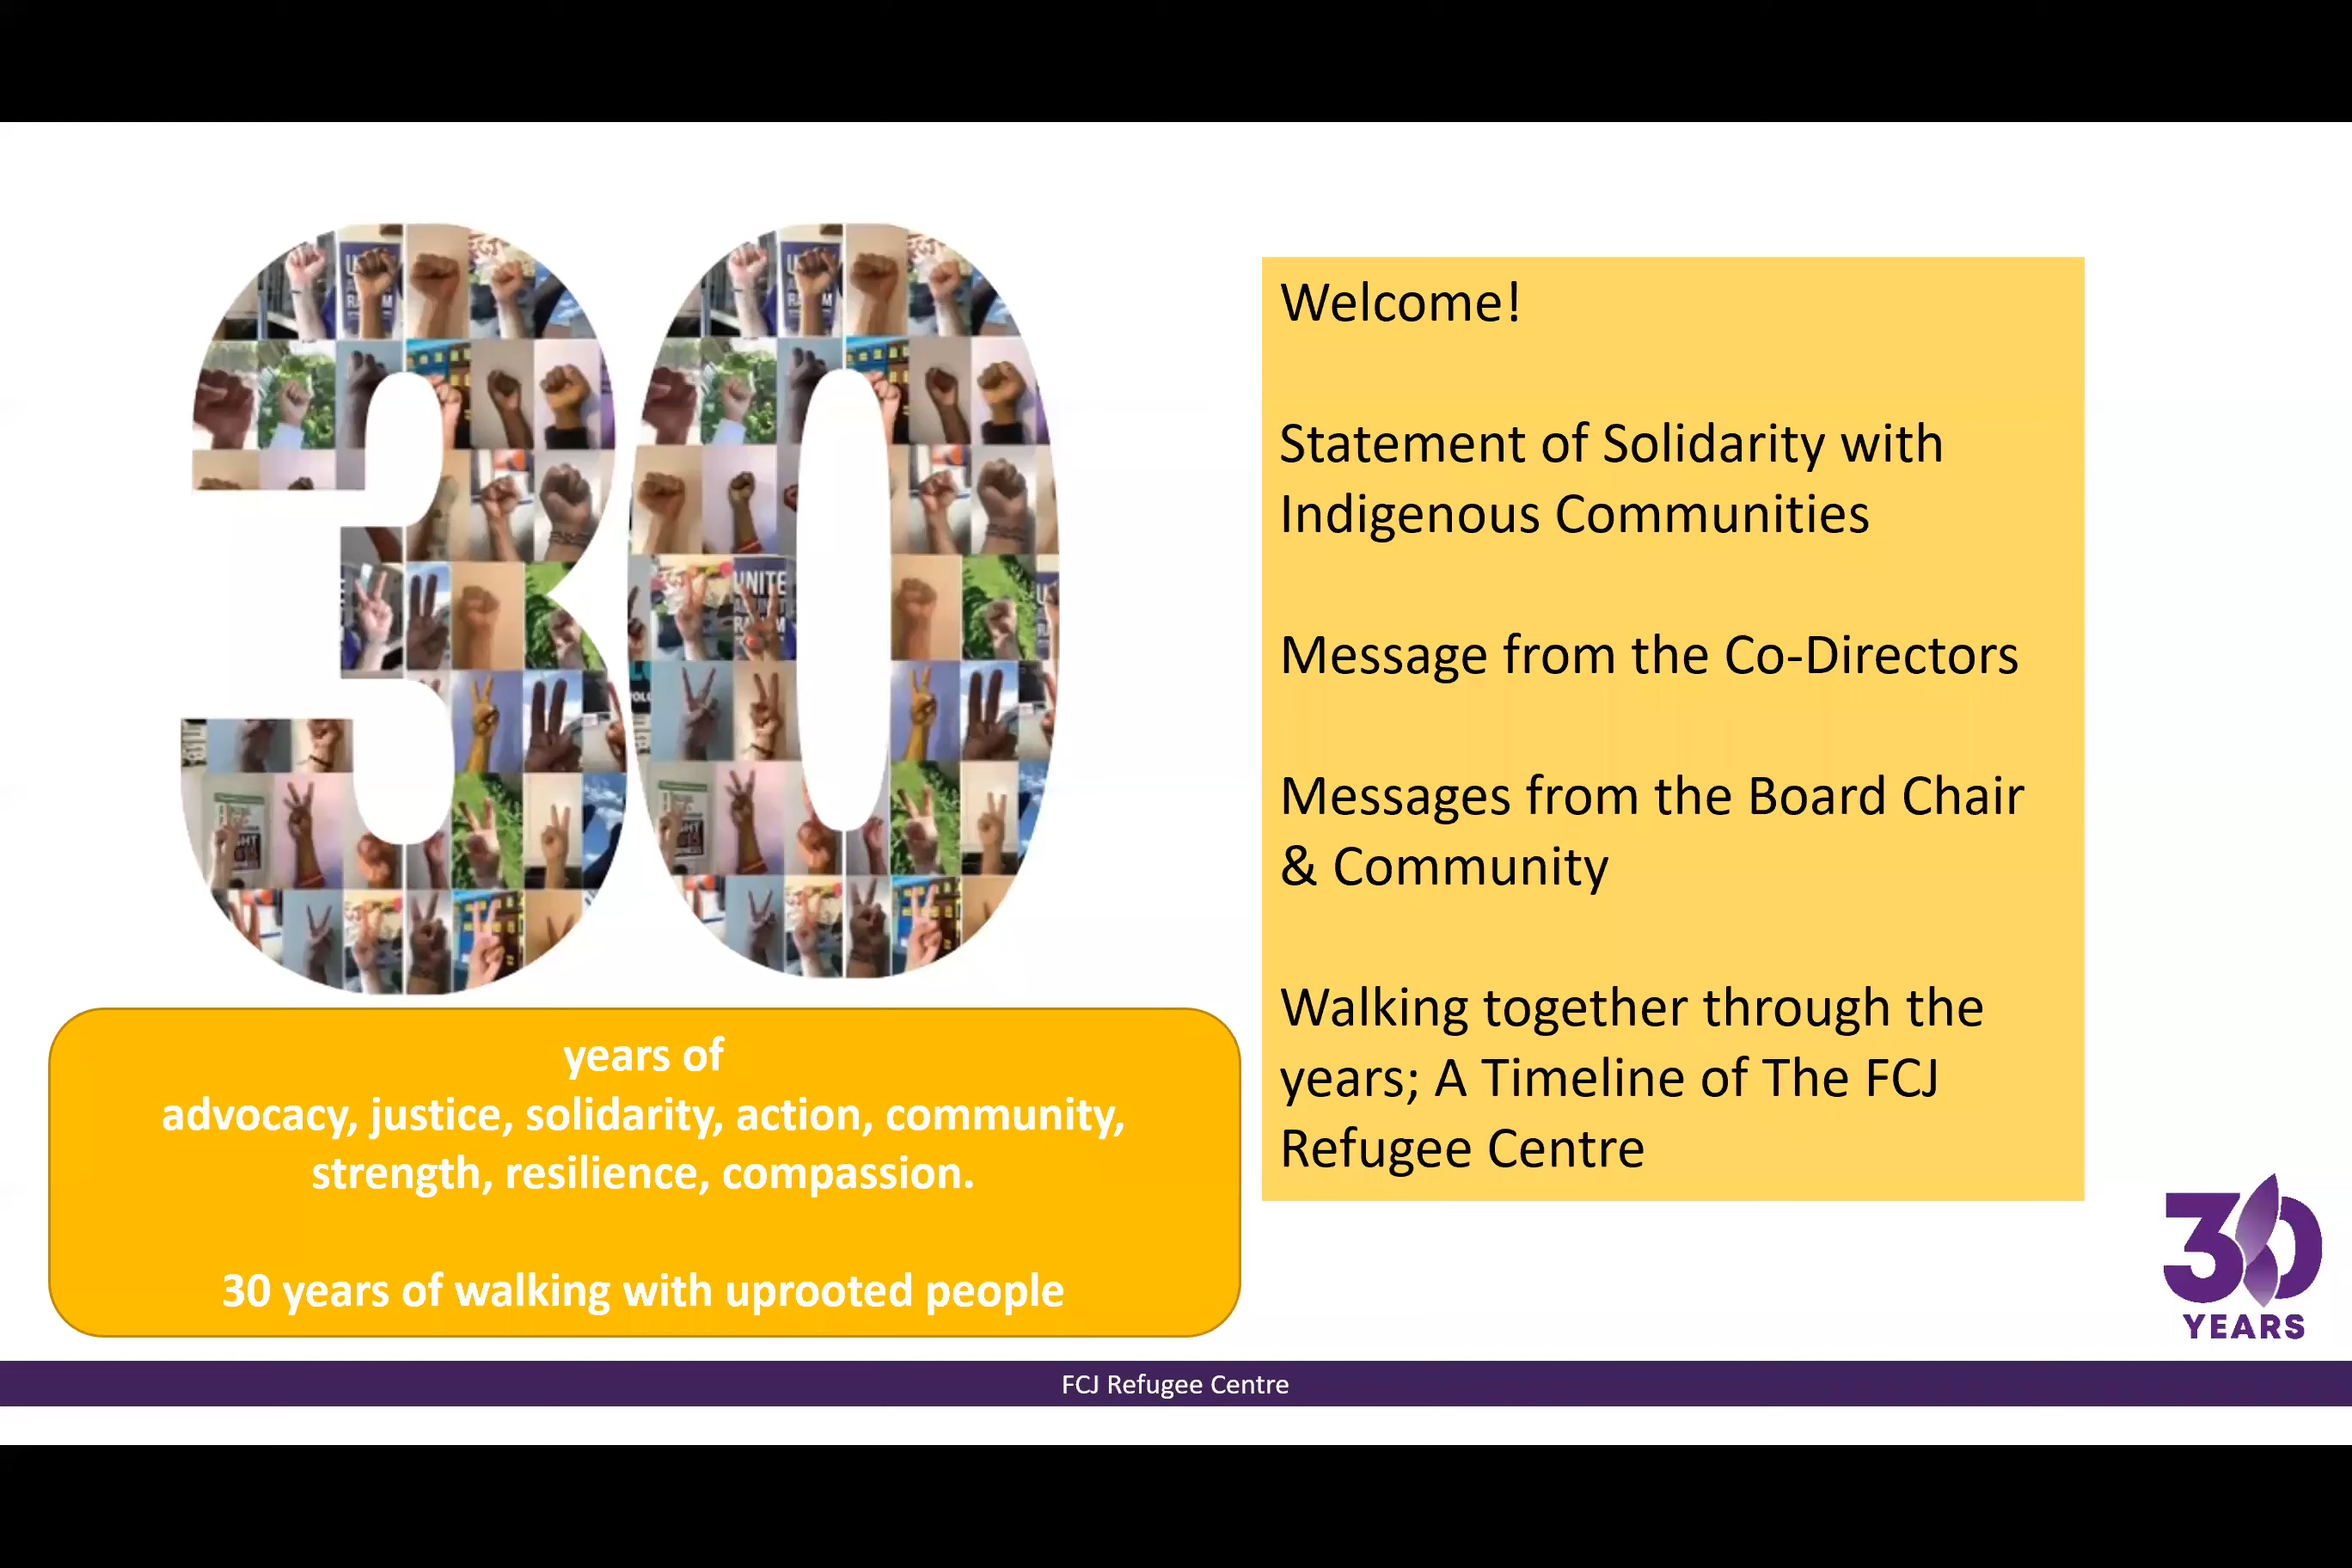 30
years of
advocacy, justice, solidarity, action, community,
strength, resilience, compassion.
30 years of walking with uprooted people
Welcome!
Statement of Solidarity with
Indigenous Communities
Message from the Co-Directors
Messages from the Board Chair
& Community
Walking together through the
years; A Timeline of The FCJ
Refugee Centre
30
YEARS
FCJ Refugee Centre
UNITE